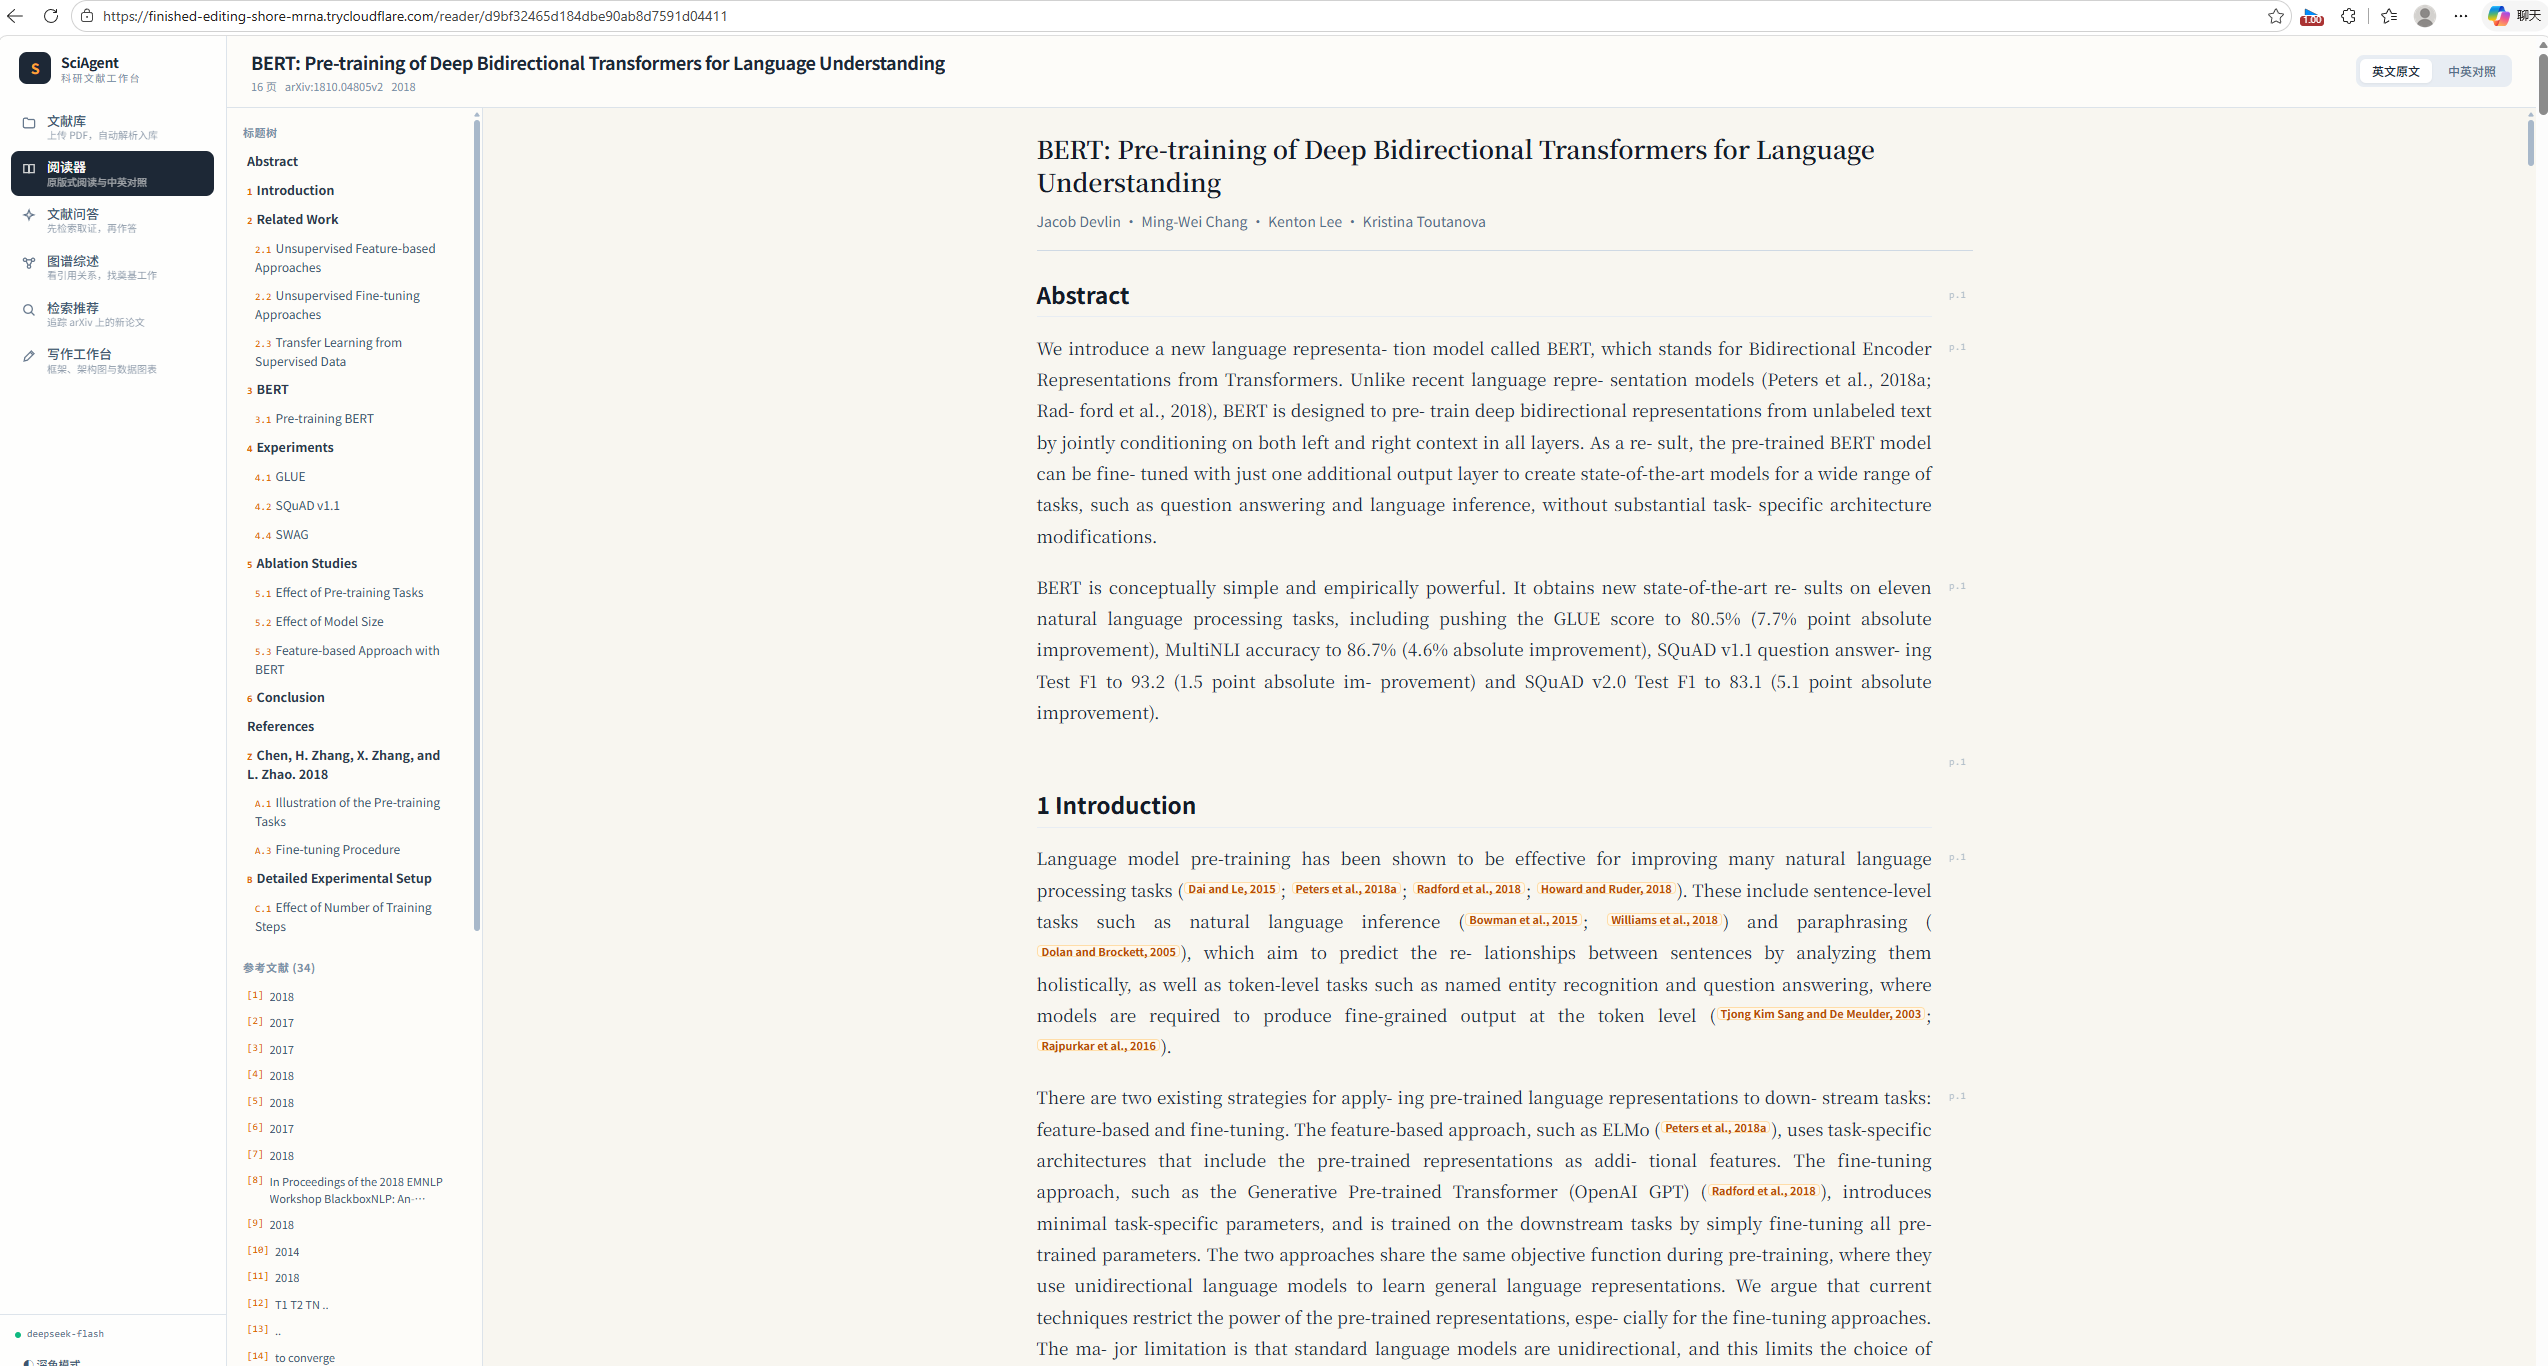 https://finished-editing-shore-mrna.trycloudflare.com/reader/d9bf32465d184dbe90ab8d7591d04411
1.00
聊天
S
SciAgent
科研文献工作台
文献库
上传 PDF，自动解析入库
阅读器
原版式阅读与中英对照
文献问答
先检索取证，再作答
图谱综述
看引用关系，找奠基工作
检索推荐
追踪 arXiv 上的新论文
写作工作台
框架、架构图与数据图表
deepseek-flash
深色模式
BERT: Pre-training of Deep Bidirectional Transformers for Language Understanding
16 页 arXiv:1810.04805v2 2018
英文原文
中英对照
标题树
Abstract
1 Introduction
2 Related Work
2.1 Unsupervised Feature-based
Approaches
2.2 Unsupervised Fine-tuning
Approaches
2.3 Transfer Learning from
Supervised Data
3 BERT
3.1 Pre-training BERT
4 Experiments
4.1 GLUE
4.2 SQuAD v1.1
4.4 SWAG
5 Ablation Studies
5.1 Effect of Pre-training Tasks
5.2 Effect of Model Size
5.3 Feature-based Approach with
BERT
6 Conclusion
References
Z Chen, H. Zhang, X. Zhang, and
L. Zhao. 2018
A.1 Illustration of the Pre-training
Tasks
A.3 Fine-tuning Procedure
B Detailed Experimental Setup
C.1 Effect of Number of Training
Steps
参考文献 (34)
[1] 2018
[2] 2017
[3] 2017
[4] 2018
[5] 2018
[6] 2017
[7] 2018
[8] In Proceedings of the 2018 EMNLP
Workshop BlackboxNLP: An…
[9] 2018
[10] 2014
[11] 2018
[12] T1 T2 TN ..
[13] ..
[14] to converge
BERT: Pre-training of Deep Bidirectional Transformers for Language
Understanding
Jacob Devlin • Ming-Wei Chang • Kenton Lee • Kristina Toutanova
Abstract p.1
We introduce a new language representa- tion model called BERT, which stands for Bidirectional Encoder p.1
Representations from Transformers. Unlike recent language repre- sentation models (Peters et al., 2018a;
Rad- ford et al., 2018), BERT is designed to pre- train deep bidirectional representations from unlabeled text
by jointly conditioning on both left and right context in all layers. As a re- sult, the pre-trained BERT model
can be fine- tuned with just one additional output layer to create state-of-the-art models for a wide range of
tasks, such as question answering and language inference, without substantial task- specific architecture
modifications.
BERT is conceptually simple and empirically powerful. It obtains new state-of-the-art re- sults on eleven p.1
natural language processing tasks, including pushing the GLUE score to 80.5% (7.7% point absolute
improvement), MultiNLI accuracy to 86.7% (4.6% absolute improvement), SQuAD v1.1 question answer- ing
Test F1 to 93.2 (1.5 point absolute im- provement) and SQuAD v2.0 Test F1 to 83.1 (5.1 point absolute
improvement).
p.1
1 Introduction
Language model pre-training has been shown to be effective for improving many natural language p.1
processing tasks ( Dai and Le, 2015 ; Peters et al., 2018a ; Radford et al., 2018 ; Howard and Ruder, 2018 ). These include sentence-level
tasks such as natural language inference ( Bowman et al., 2015 ; Williams et al., 2018 ) and paraphrasing (
Dolan and Brockett, 2005 ), which aim to predict the re- lationships between sentences by analyzing them
holistically, as well as token-level tasks such as named entity recognition and question answering, where
models are required to produce fine-grained output at the token level ( Tjong Kim Sang and De Meulder, 2003 ;
Rajpurkar et al., 2016 ).
There are two existing strategies for apply- ing pre-trained language representations to down- stream tasks: p.1
feature-based and fine-tuning. The feature-based approach, such as ELMo ( Peters et al., 2018a ), uses task-specific
architectures that include the pre-trained representations as addi- tional features. The fine-tuning
approach, such as the Generative Pre-trained Transformer (OpenAI GPT) ( Radford et al., 2018 ), introduces
minimal task-specific parameters, and is trained on the downstream tasks by simply fine-tuning all pre-
trained parameters. The two approaches share the same objective function during pre-training, where they
use unidirectional language models to learn general language representations. We argue that current
techniques restrict the power of the pre-trained representations, espe- cially for the fine-tuning approaches.
The ma- jor limitation is that standard language models are unidirectional, and this limits the choice of